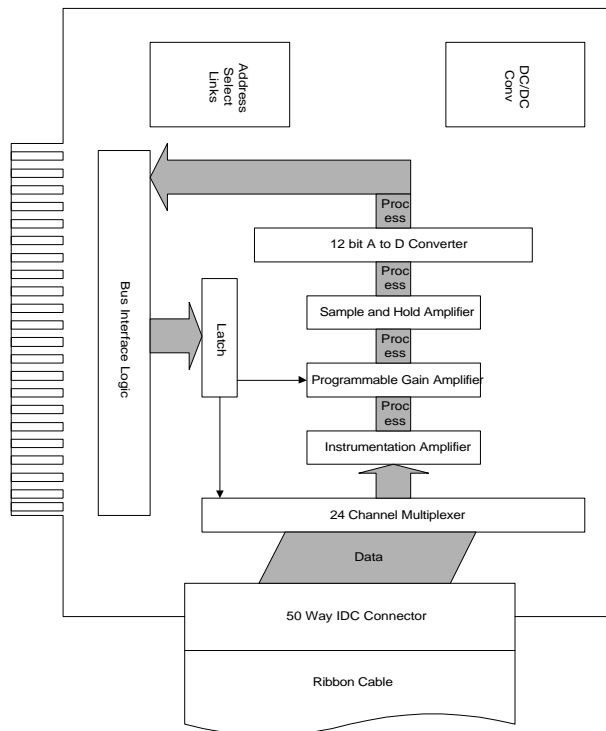 Address
Select
Links
DC/DC
Conv
Proc
ess
12 bit A to D Converter
Proc
ess
Sample and Hold Amplifier
Proc
ess
Bus Interface Logic
Latch
Programmable Gain Amplifier
Proc
ess
Instrumentation Amplifier
24 Channel Multiplexer
Data
50 Way IDC Connector
Ribbon Cable